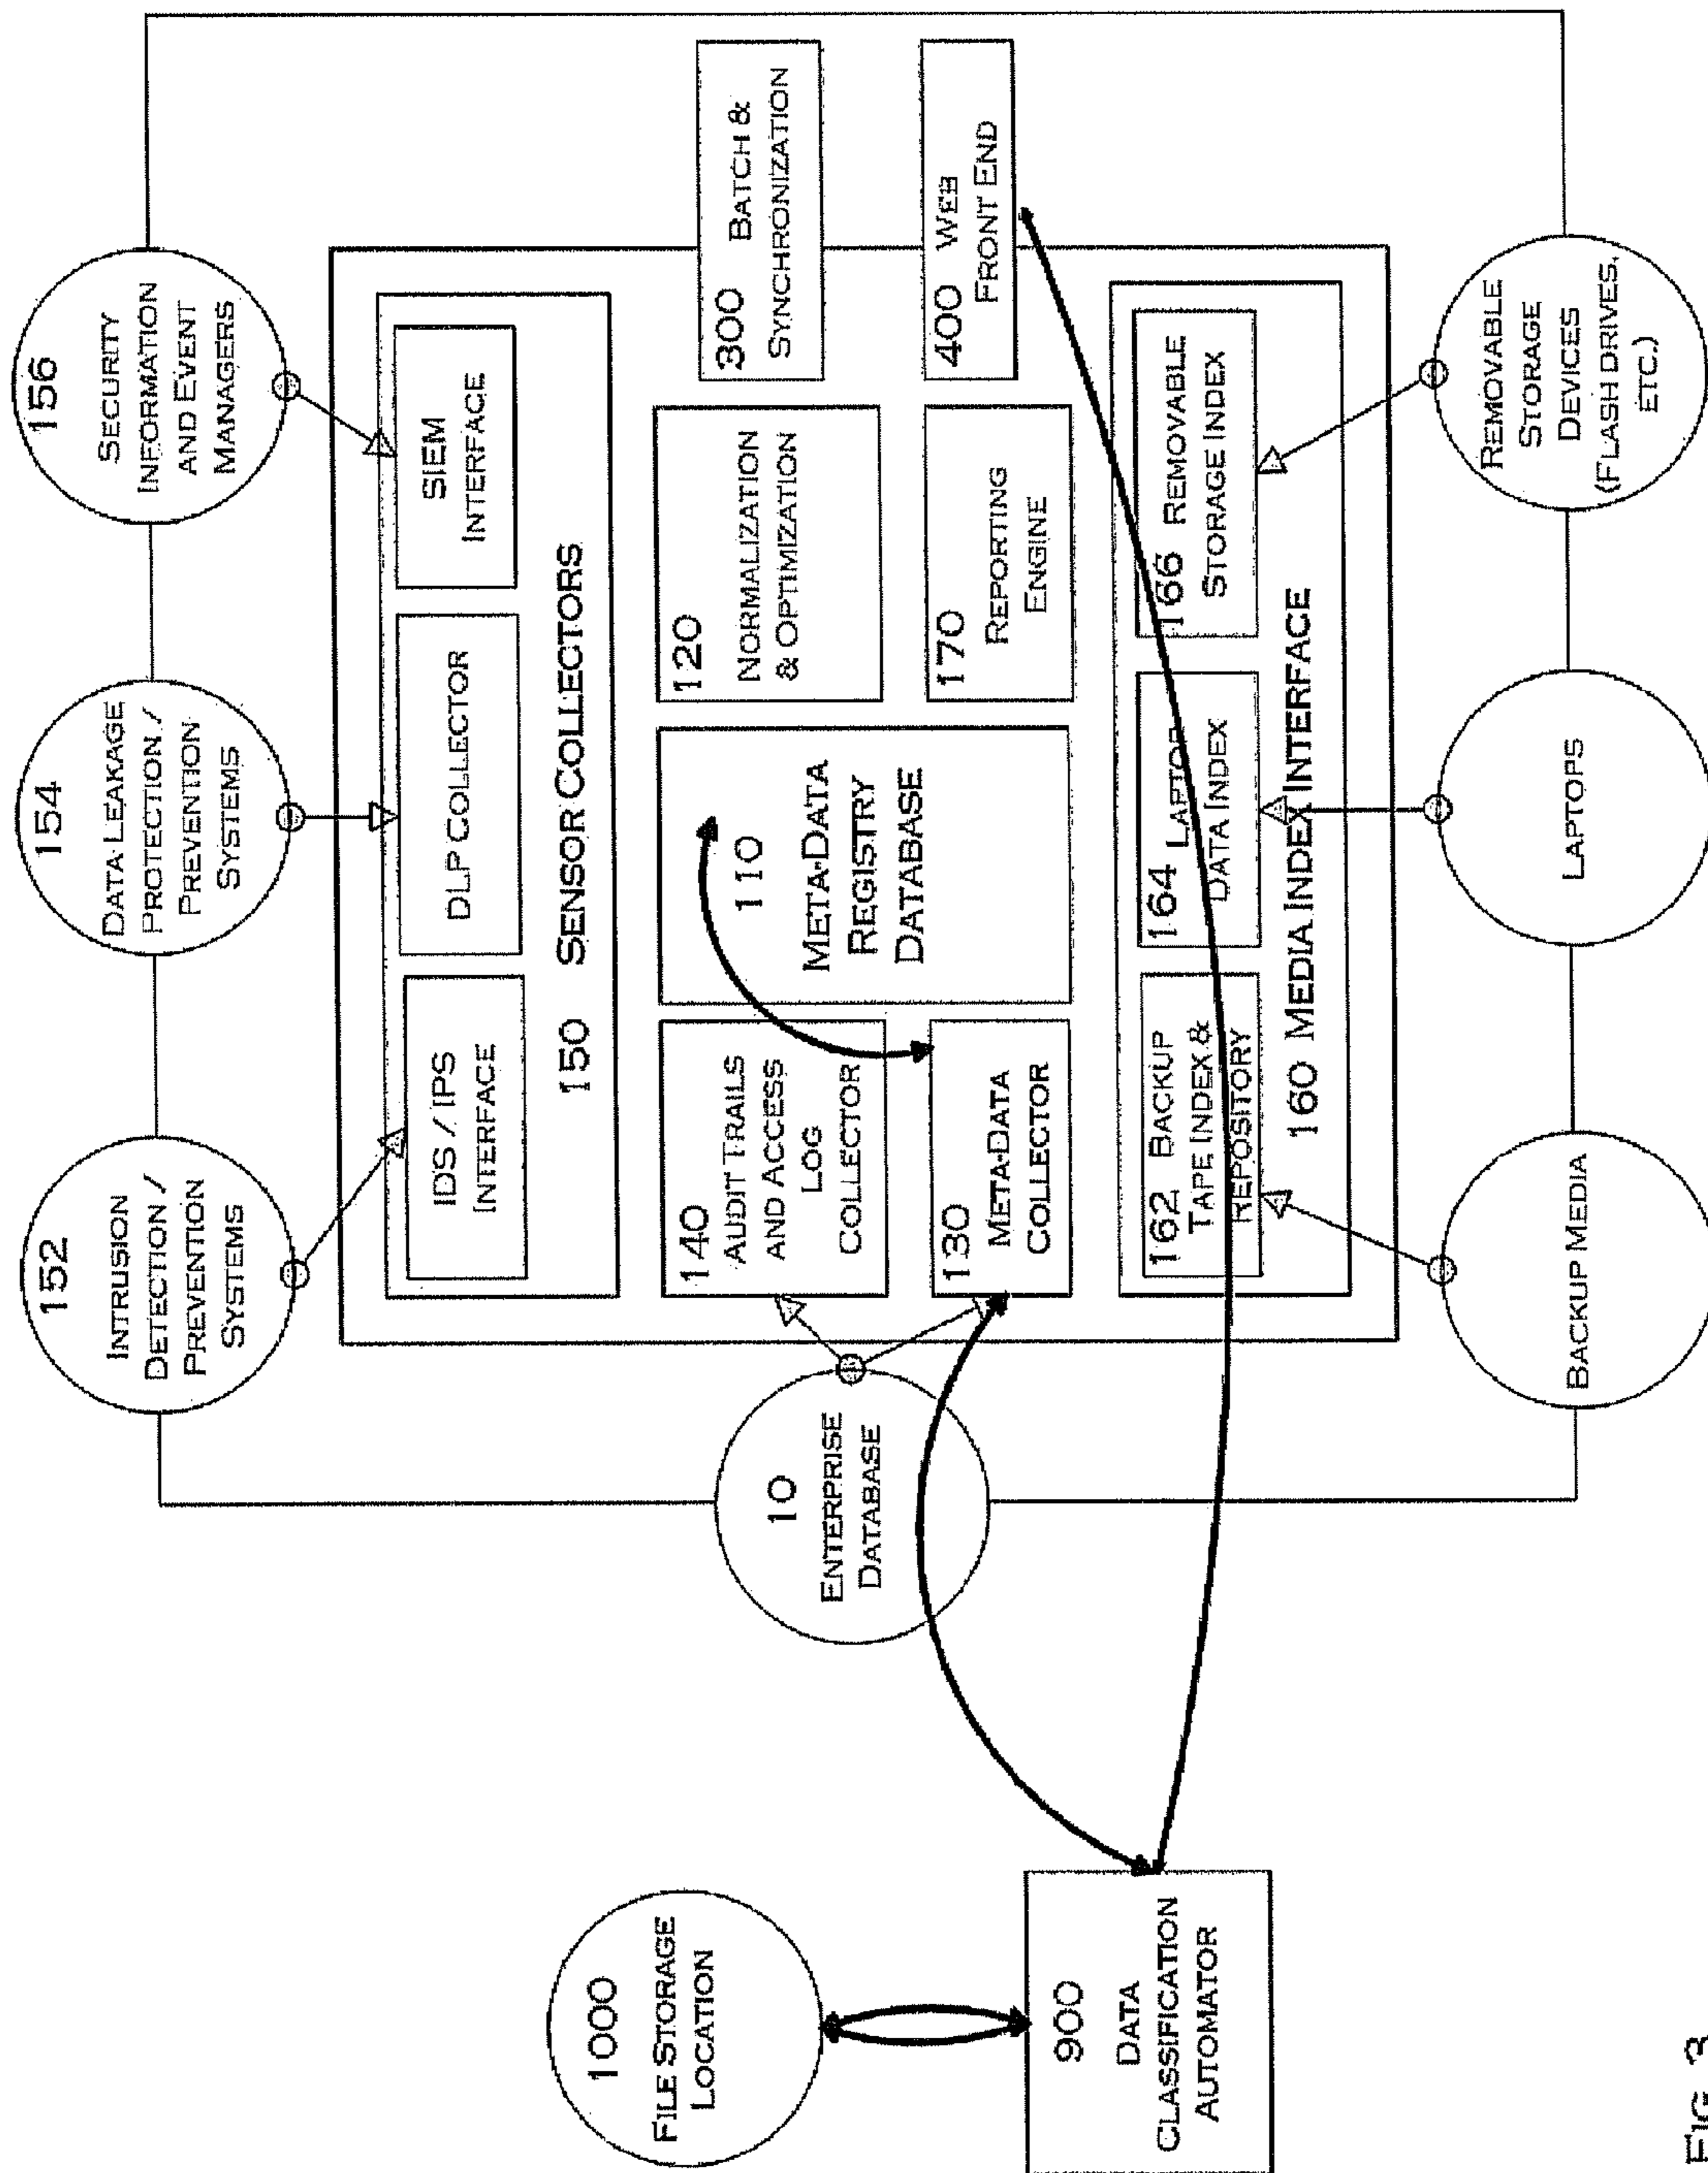 152
INTRUSION
DETECTION /
PREVENTION
SYSTEMS
154
DATA LEAKAGE
PROTECTION /
PREVENTION
SYSTEMS
156
SECURITY
INFORMATION
AND EVENT
MANAGERS
IDS / IPS
INTERFACE
DLP COLLECTOR
SIEM
INTERFACE
150 SENSOR COLLECTORS
1000
FILE STORAGE
LOCATION
10
ENTERPRISE
DATABASE
140
AUDIT TRAILS
AND ACCESS
LOG
COLLECTOR
110
META-DATA
REGISTRY
DATABASE
120
NORMALIZATION
& OPTIMIZATION
300 BATCH &
SYNCHRONIZATION
130
META-DATA
COLLECTOR
170
REPORTING
ENGINE
400 WEB
FRONT END
900
DATA
CLASSIFICATION
AUTOMATOR
162 BACKUP
TAPE INDEX &
REPOSITORY
164 LAPTOP
DATA INDEX
166 REMOVABLE
STORAGE INDEX
160 MEDIA INDEX INTERFACE
BACKUP MEDIA
LAPTOPS
REMOVABLE
STORAGE
DEVICES
(FLASH DRIVES,
ETC.)
FIG. 3